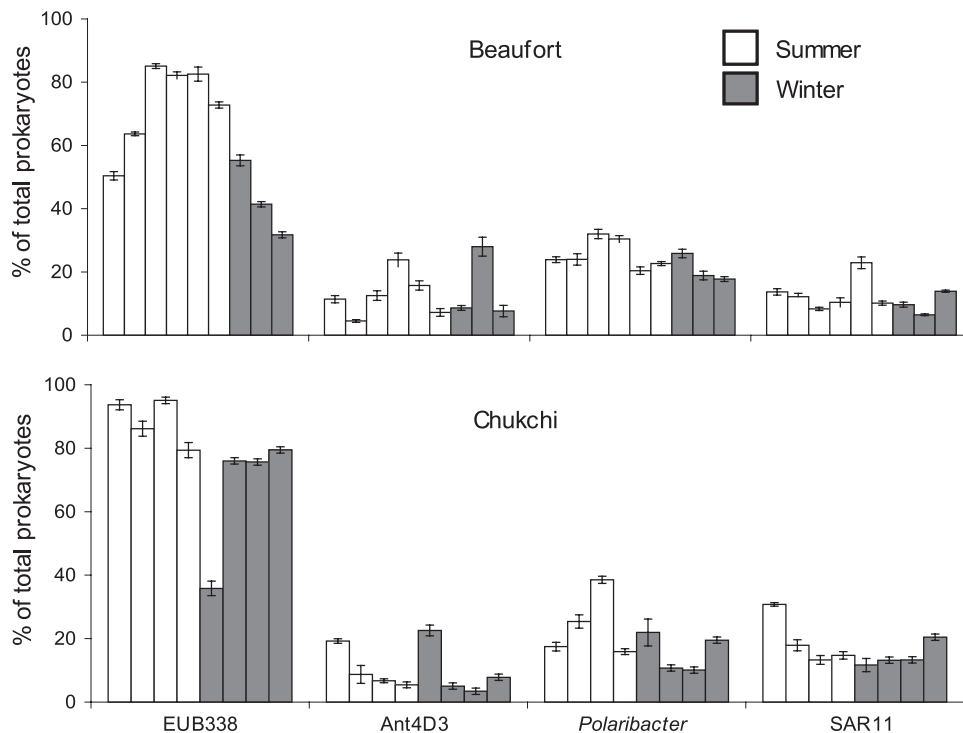 100
80
60
40
20
0
% of total prokaryotes
Beaufort
Summer
Winter
100
80
60
40
20
0
% of total prokaryotes
Chukchi
EUB338 Ant4D3 Polaribacter SAR11